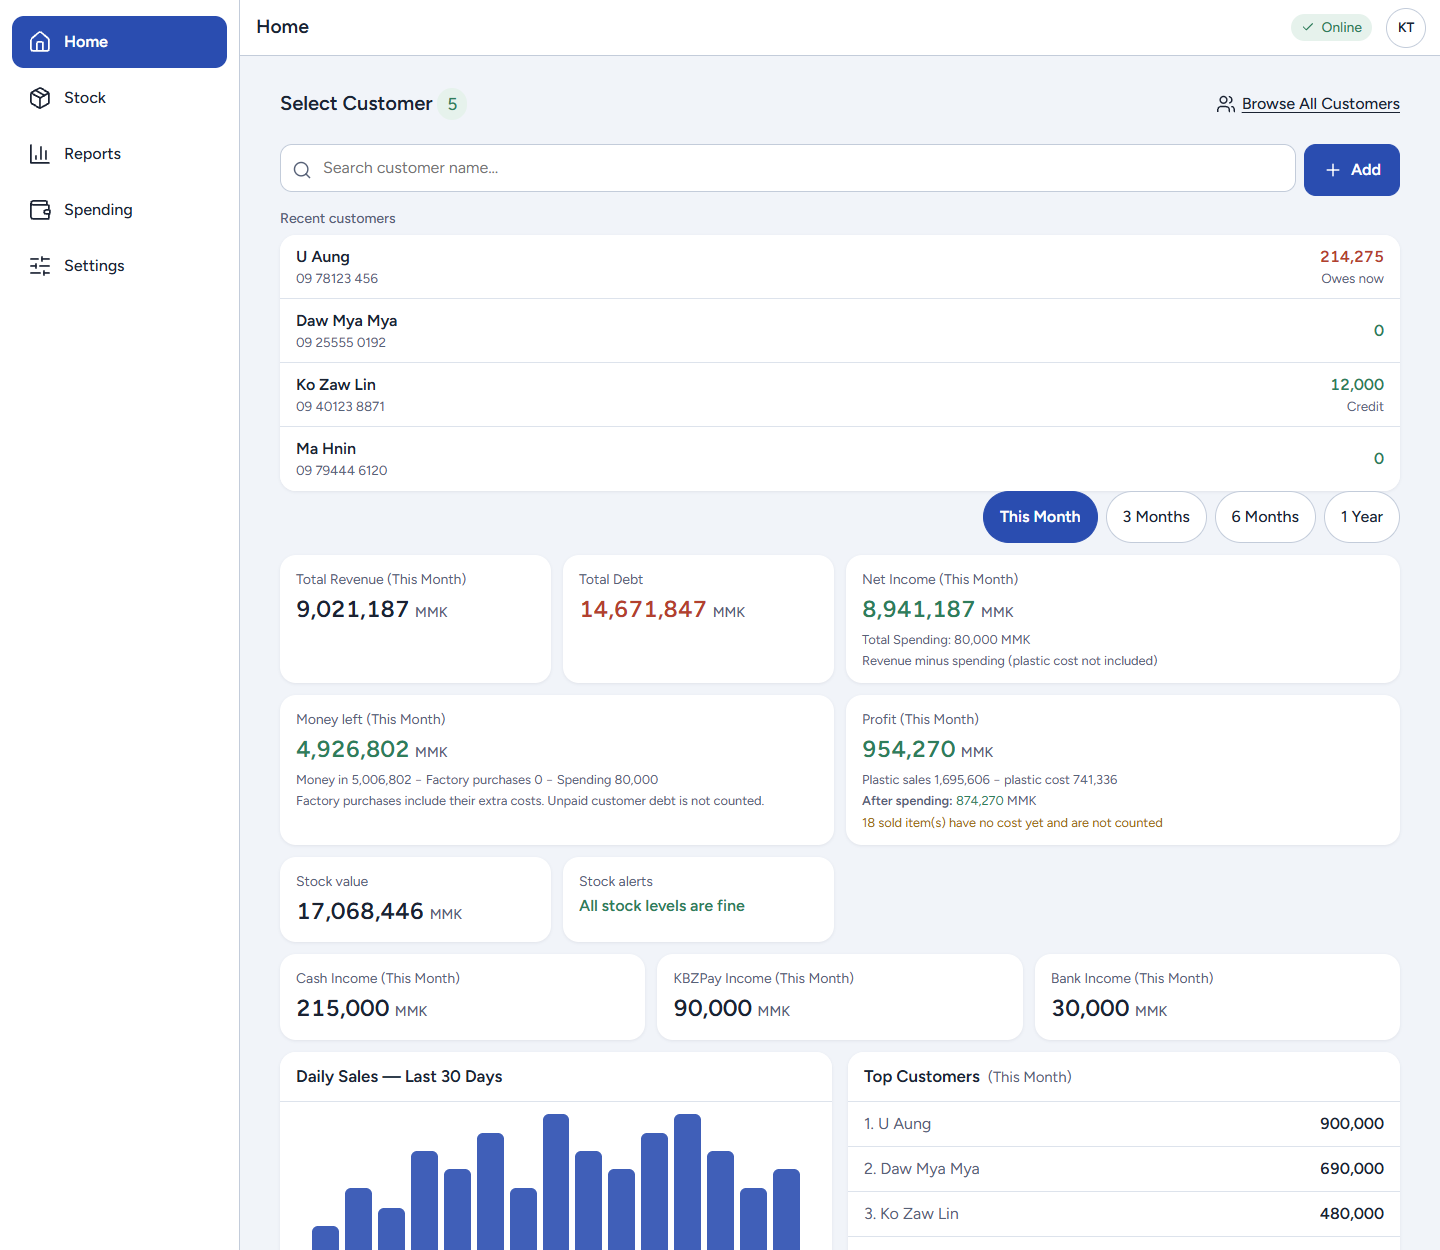 Home
Stock
Reports
Spending
Settings
Home
Online
KT
Select Customer 5
Browse All Customers
Search customer name...
Add
Recent customers
U Aung
09 78123 456
214,275
Owes now
Daw Mya Mya
09 25555 0192
0
Ko Zaw Lin
09 40123 8871
12,000
Credit
Ma Hnin
09 79444 6120
0
This Month
3 Months
6 Months
1 Year
Total Revenue (This Month)
9,021,187 MMK
Total Debt
14,671,847 MMK
Net Income (This Month)
8,941,187 MMK
Total Spending: 80,000 MMK
Revenue minus spending (plastic cost not included)
Money left (This Month)
4,926,802 MMK
Money in 5,006,802 − Factory purchases 0 − Spending 80,000
Factory purchases include their extra costs. Unpaid customer debt is not counted.
Profit (This Month)
954,270 MMK
Plastic sales 1,695,606 − plastic cost 741,336
After spending: 874,270 MMK
18 sold item(s) have no cost yet and are not counted
Stock value
17,068,446 MMK
Stock alerts
All stock levels are fine
Cash Income (This Month)
215,000 MMK
KBZPay Income (This Month)
90,000 MMK
Bank Income (This Month)
30,000 MMK
Daily Sales — Last 30 Days
Top Customers (This Month)
1. U Aung 900,000
2. Daw Mya Mya 690,000
3. Ko Zaw Lin 480,000